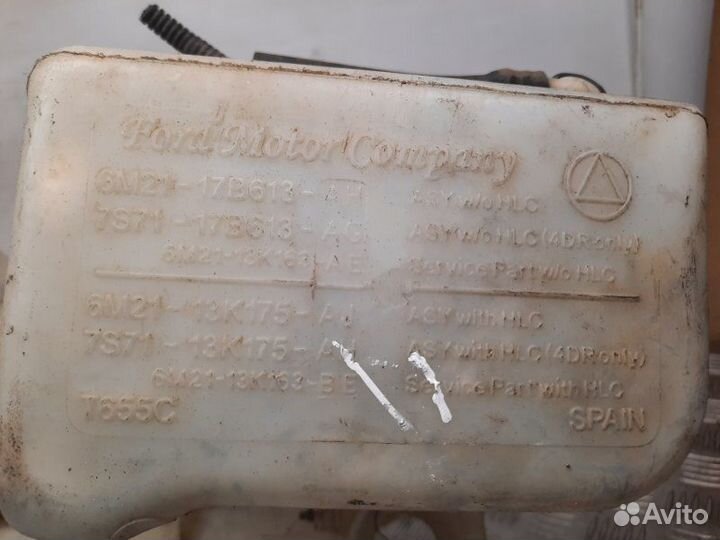 Ford Motor Company
6M21-17B613-AH ASY w/o HLC
7S71-17B613-AG ASY w/o HLC (4DR only)
6M21-13K163-AE Service Part w/o HLC
6M21-13K175-AJ ASY with HLC
7S71-13K175- ASY with HLC (4DR only)
6M21-13K163-BE Service Part with HLC
T655C SPAIN
Avito